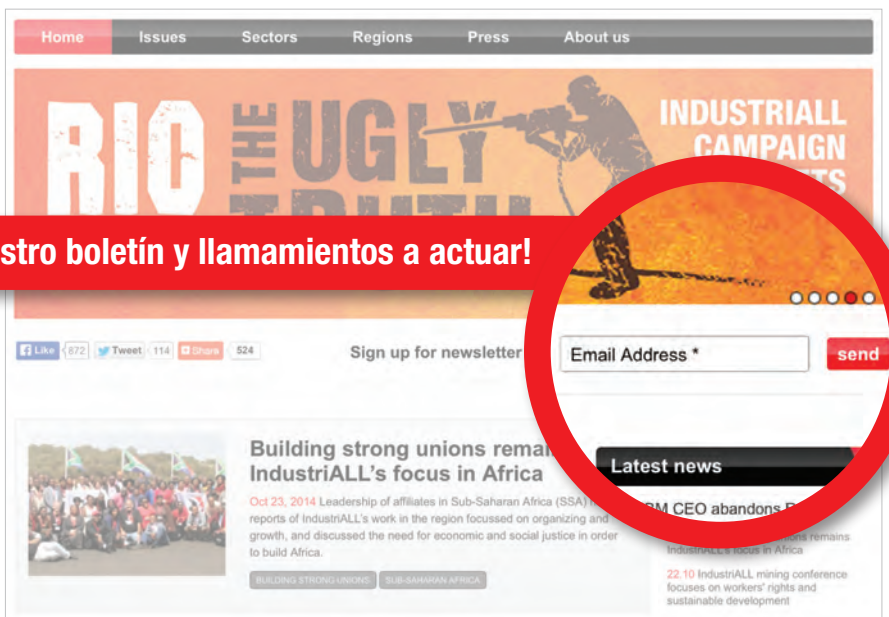 Home Issues Sectors Regions Press About us
RIO THE UGLY TRUTH
INDUSTRIALL
CAMPAIGN
stro boletín y llamamientos a actuar!
Like 872 Tweet 114 Share 524
Sign up for newsletter
Email Address *
send
Building strong unions
IndustriALL's focus in Africa
Oct 23, 2014 Leadership of affiliates in Sub-Saharan Africa (SSA)
reports of IndustriALL's work in the region focussed on organizing and
growth, and discussed the need for economic and social justice in order
to build Africa.
BUILDING STRONG UNIONS SUB-SAHARAN AFRICA
Latest news
CEO abandons
remains
IndustriALL's focus in Africa
22.10 IndustriALL mining conference
focuses on workers' rights and
sustainable development